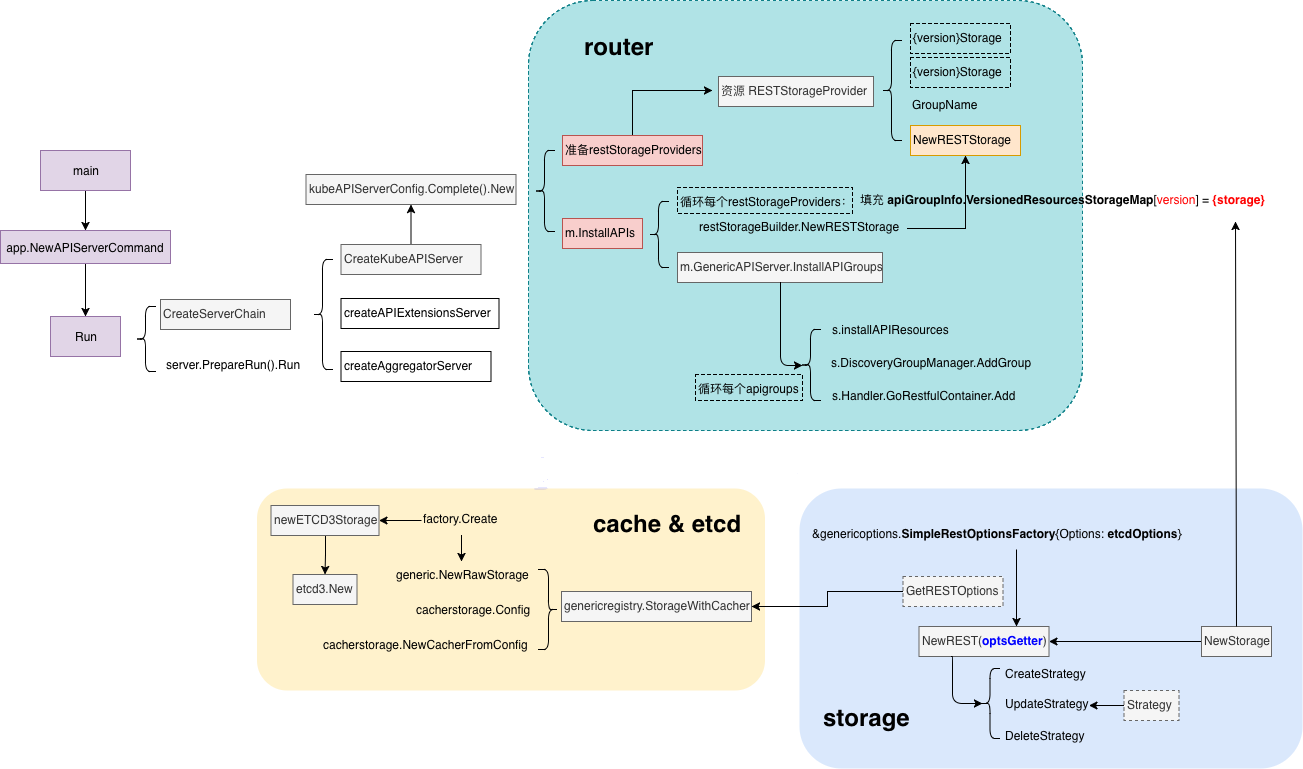 router
{version}Storage
{version}Storage
资源 RESTStorageProvider
GroupName
NewRESTStorage
准备restStorageProviders
main
kubeAPIServerConfig.Complete().New
循环每个restStorageProviders：
填充 apiGroupInfo.VersionedResourcesStorageMap[version] = {storage}
restStorageBuilder.NewRESTStorage
m.InstallAPIs
app.NewAPIServerCommand
CreateKubeAPIServer
m.GenericAPIServer.InstallAPIGroups
CreateServerChain
createAPIExtensionsServer
Run
s.installAPIResources
server.PrepareRun().Run
createAggregatorServer
s.DiscoveryGroupManager.AddGroup
循环每个apigroups
s.Handler.GoRestfulContainer.Add
newETCD3Storage
factory.Create
cache & etcd
etcd3.New
generic.NewRawStorage
cacherstorage.Config
genericregistry.StorageWithCacher
cacherstorage.NewCacherFromConfig
&genericoptions.SimpleRestOptionsFactory{Options: etcdOptions}
GetRESTOptions
NewREST(optsGetter)
NewStorage
CreateStrategy
UpdateStrategy
Strategy
storage
DeleteStrategy